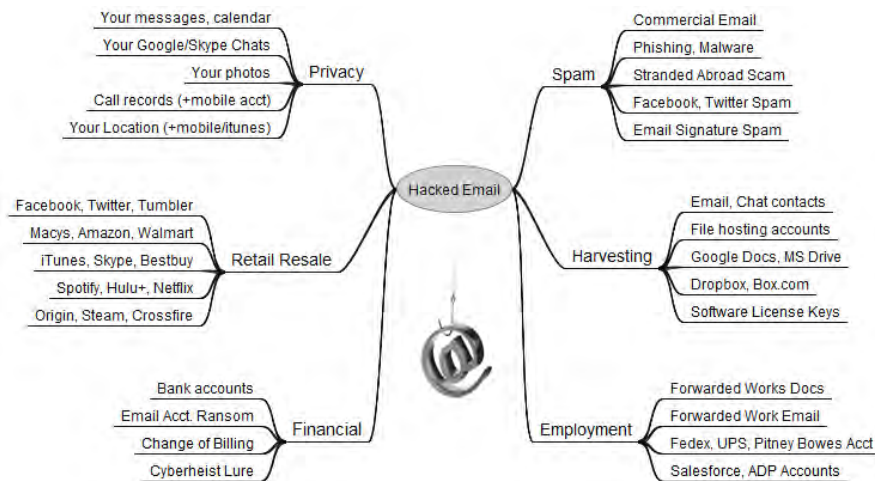 Your messages, calendar
Your Google/Skype Chats
Your photos
Call records (+mobile acct)
Your Location (+mobile/itunes)
Privacy
Spam
Commercial Email
Phishing, Malware
Stranded Abroad Scam
Facebook, Twitter Spam
Email Signature Spam
Hacked Email
Facebook, Twitter, Tumbler
Macys, Amazon, Walmart
iTunes, Skype, Bestbuy
Spotify, Hulu+, Netflix
Origin, Steam, Crossfire
Retail Resale
Harvesting
Email, Chat contacts
File hosting accounts
Google Docs, MS Drive
Dropbox, Box.com
Software License Keys
@
Bank accounts
Email Acct. Ransom
Change of Billing
Cyberheist Lure
Financial
Employment
Forwarded Works Docs
Forwarded Work Email
Fedex, UPS, Pitney Bowes Acct
Salesforce, ADP Accounts